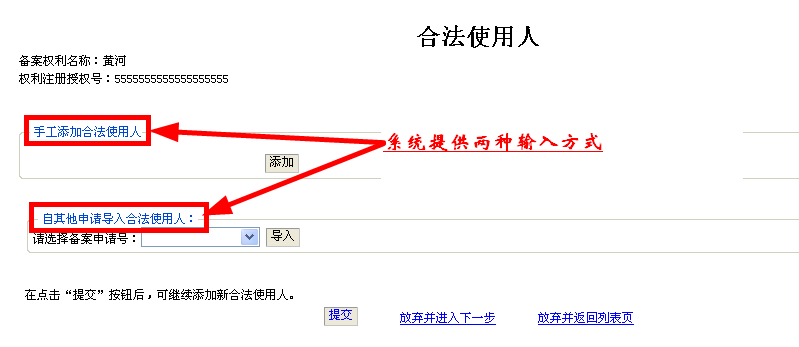 合法使用人
备案权利名称：黄河
权利注册授权号：5555555555555555555
手工添加合法使用人
系统提供两种输入方式
添加
自其他申请导入合法使用人：
请选择备案申请号： 导入
在点击“提交”按钮后，可继续添加新合法使用人。
提交 放弃并进入下一步 放弃并返回列表页